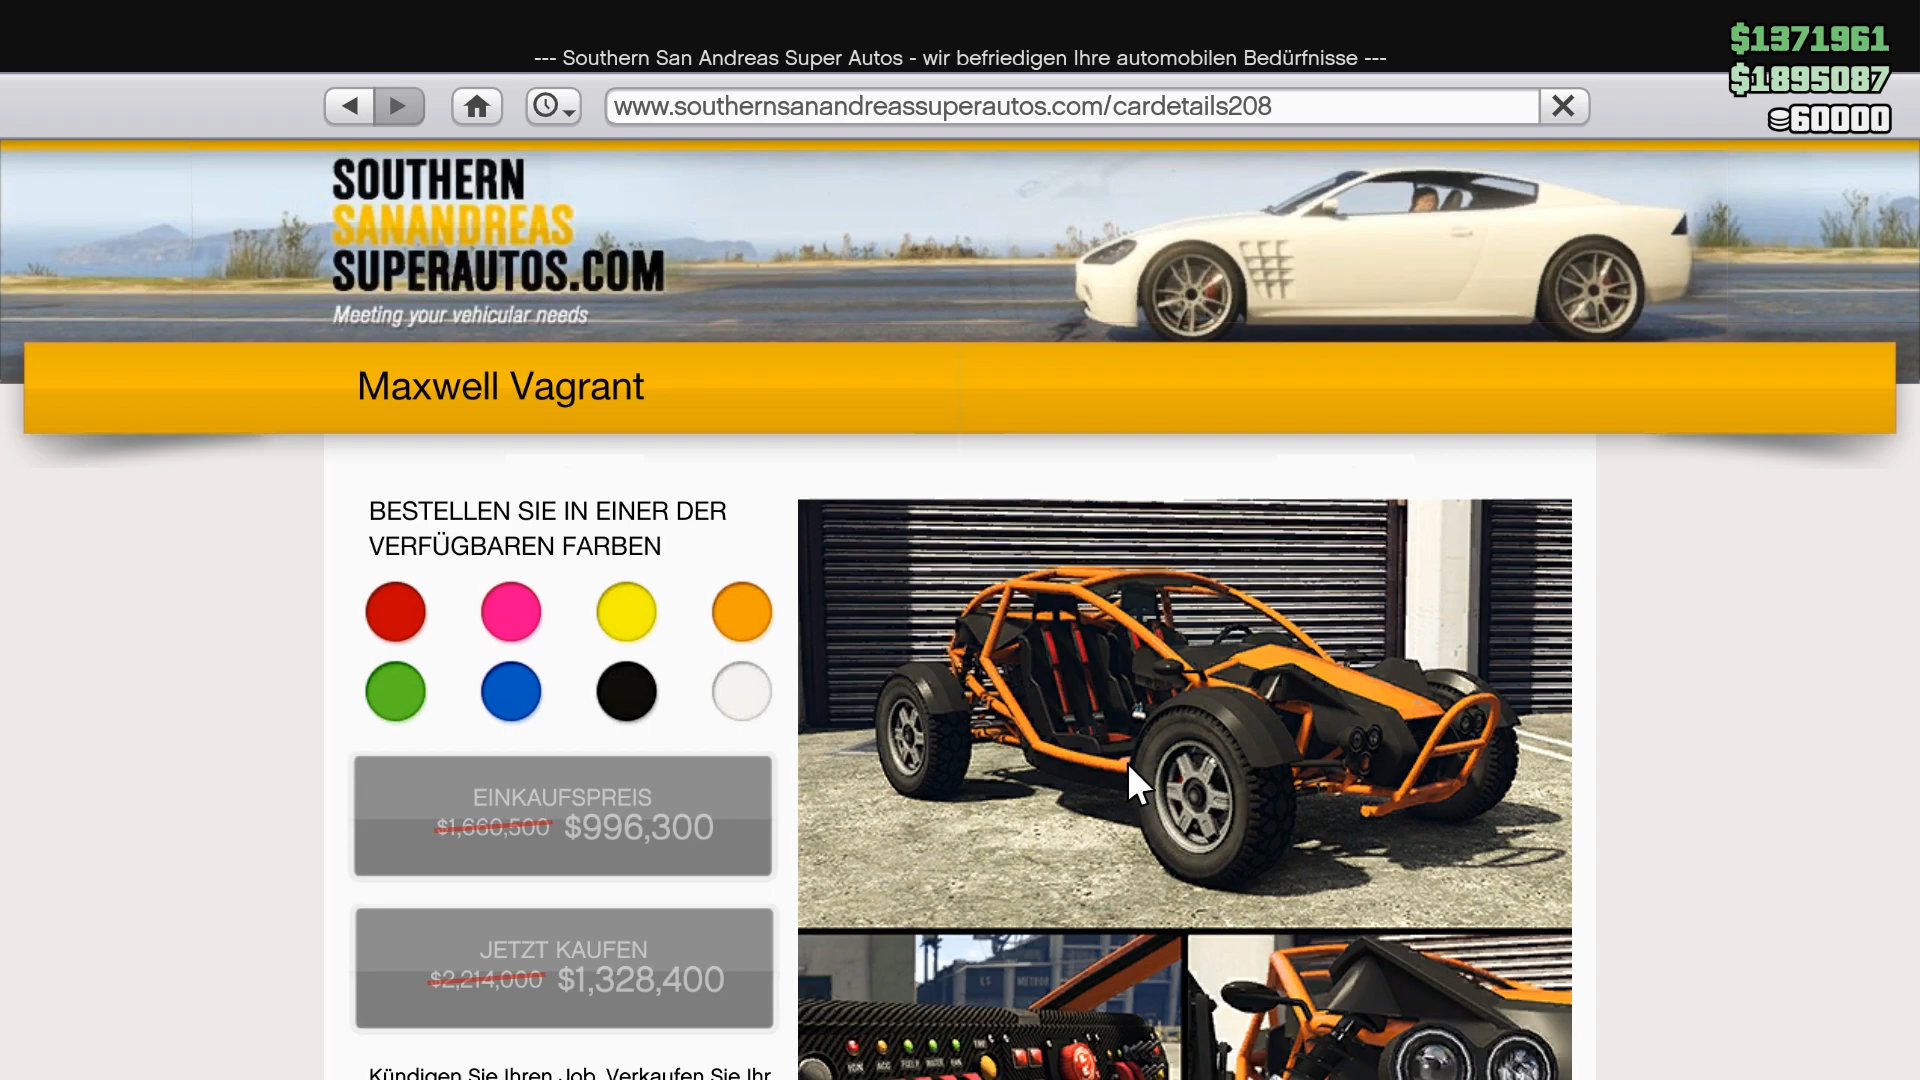 --- Southern San Andreas Super Autos - wir befriedigen Ihre automobilen Bedürfnisse ---
$1371961
$1895087
60000
www.southernsanandreassuperautos.com/cardetails208
SOUTHERN
SANANDREAS
SUPERAUTOS.COM
Meeting your vehicular needs
Maxwell Vagrant
BESTELLEN SIE IN EINER DER
VERFÜGBAREN FARBEN
EINKAUFSPREIS
$1,660,500 $996,300
JETZT KAUFEN
$2,214,000 $1,328,400
Kündigen Sie Ihren Job. Verkaufen Sie Ihr
LS METEOR